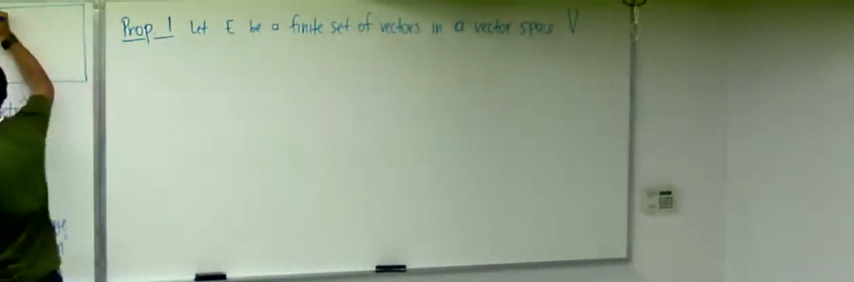 Prop. 1 Let E be a finite set of vectors in a vector space V